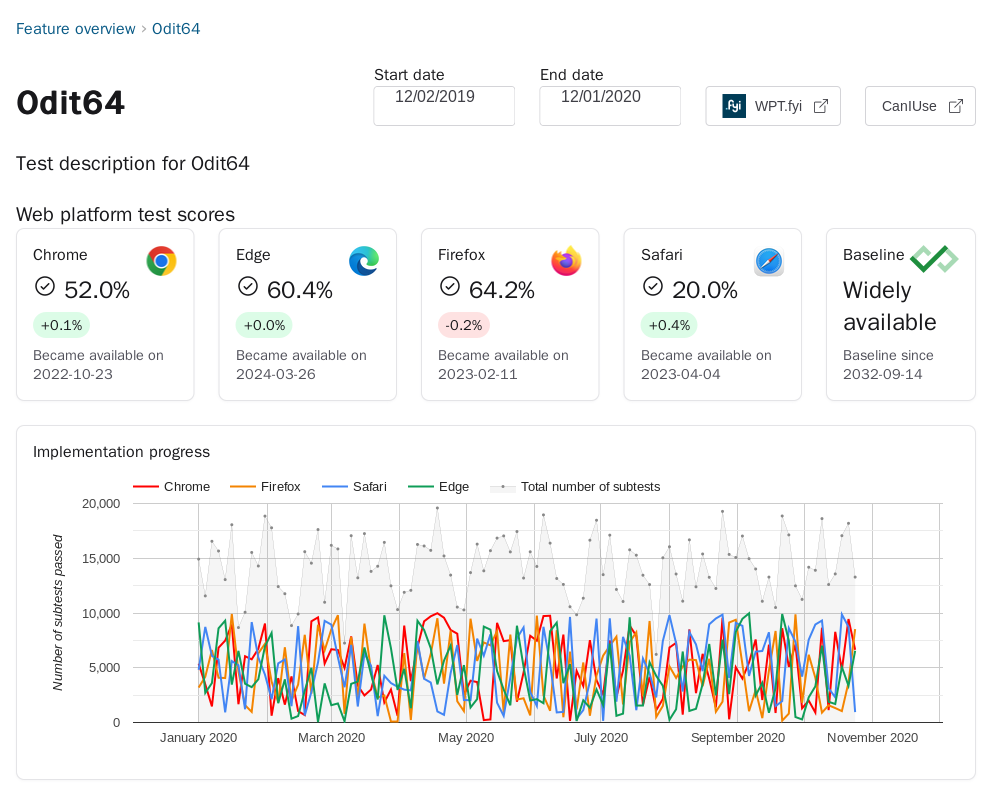 Feature overview › Odit64
Start date
End date
Odit64
12/02/2019
12/01/2020
.fyi
WPT.fyi
CanIUse
Test description for Odit64
Web platform test scores
Chrome
52.0%
+0.1%
Became available on
2022-10-23
Edge
60.4%
+0.0%
Became available on
2024-03-26
Firefox
64.2%
-0.2%
Became available on
2023-02-11
Safari
20.0%
+0.4%
Became available on
2023-04-04
Baseline
Widely
available
Baseline since
2032-09-14
Implementation progress
Chrome Firefox Safari Edge Total number of subtests
Number of subtests passed
20,000
15,000
10,000
5,000
0
January 2020 March 2020 May 2020 July 2020 September 2020 November 2020